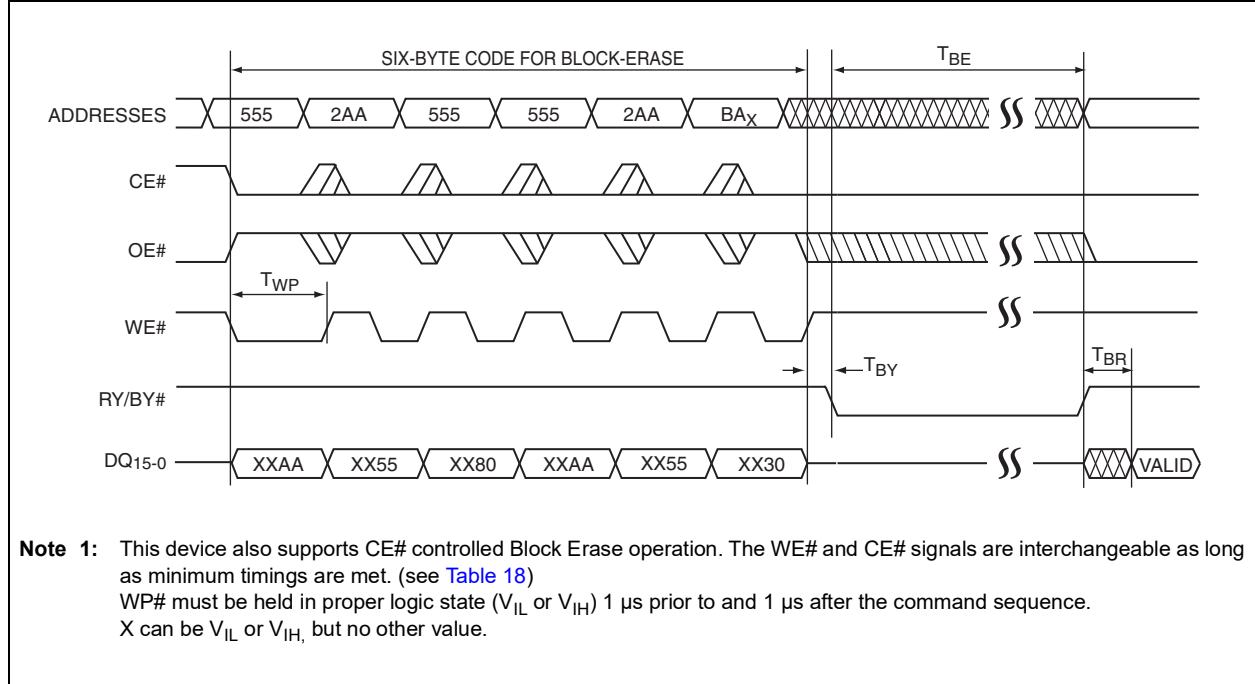 SIX-BYTE CODE FOR BLOCK-ERASE
TBE
ADDRESSES 555 2AA 555 555 2AA BAX
CE#
OE#
TWP
WE#
TBY
TBR
RY/BY#
DQ15-0 XXAA XX55 XX80 XXAA XX55 XX30 VALID
Note 1: This device also supports CE# controlled Block Erase operation. The WE# and CE# signals are interchangeable as long
as minimum timings are met. (see Table 18)
WP# must be held in proper logic state (VIL or VIH) 1 µs prior to and 1 µs after the command sequence.
X can be VIL or VIH, but no other value.